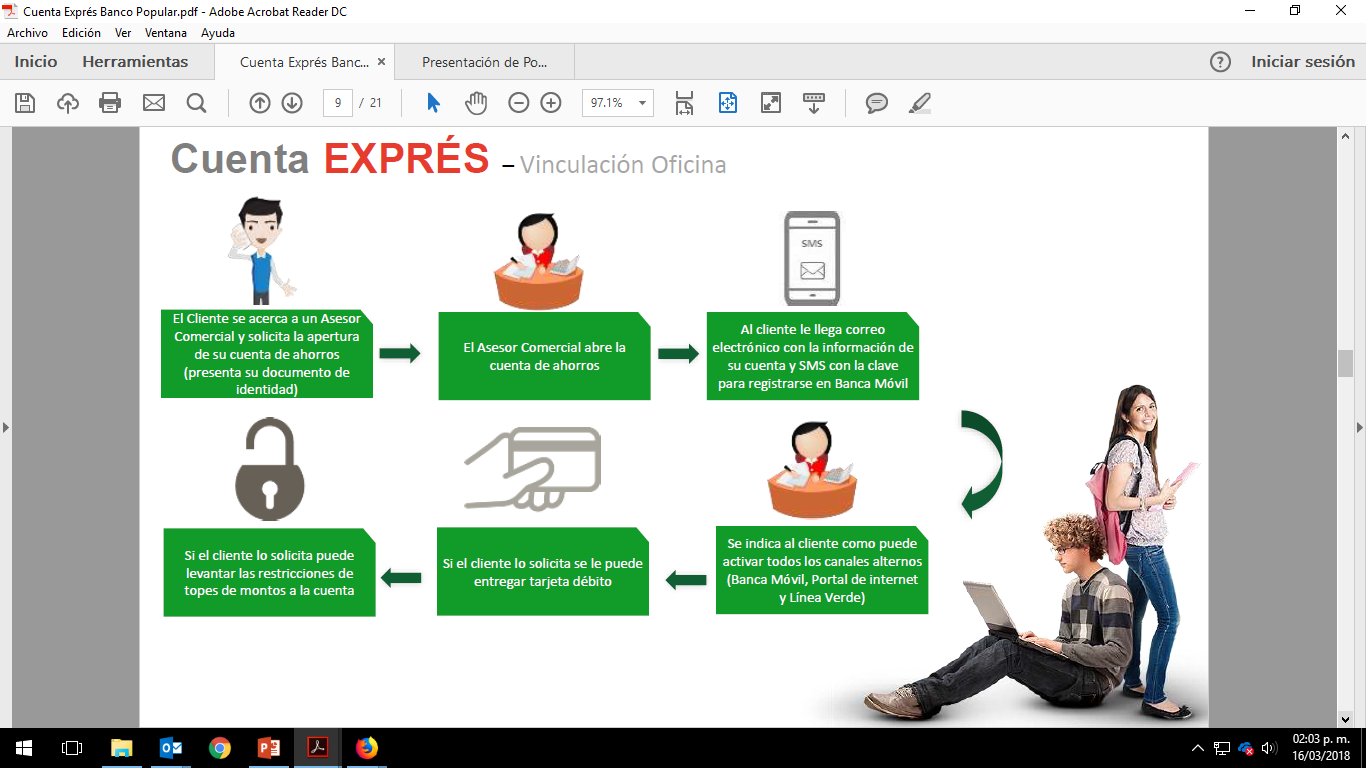 Cuenta Exprés Banco Popular.pdf - Adobe Acrobat Reader DC
Archivo Edición Ver Ventana Ayuda
Inicio Herramientas Cuenta Exprés Banc... × Presentación de Po... ? Iniciar sesión
9 / 21 97.1%
Cuenta EXPRÉS – Vinculación Oficina
SMS
El Cliente se acerca a un Asesor
Comercial y solicita la apertura
de su cuenta de ahorros
(presenta su documento de
identidad)
El Asesor Comercial abre la
cuenta de ahorros
Al cliente le llega correo
electrónico con la información de
su cuenta y SMS con la clave
para registrarse en Banca Móvil
Se indica al cliente como puede
activar todos los canales alternos
(Banca Móvil, Portal de internet
y Línea Verde)
Si el cliente lo solicita se le puede
entregar tarjeta débito
Si el cliente lo solicita puede
levantar las restricciones de
topes de montos a la cuenta
02:03 p. m.
16/03/2018